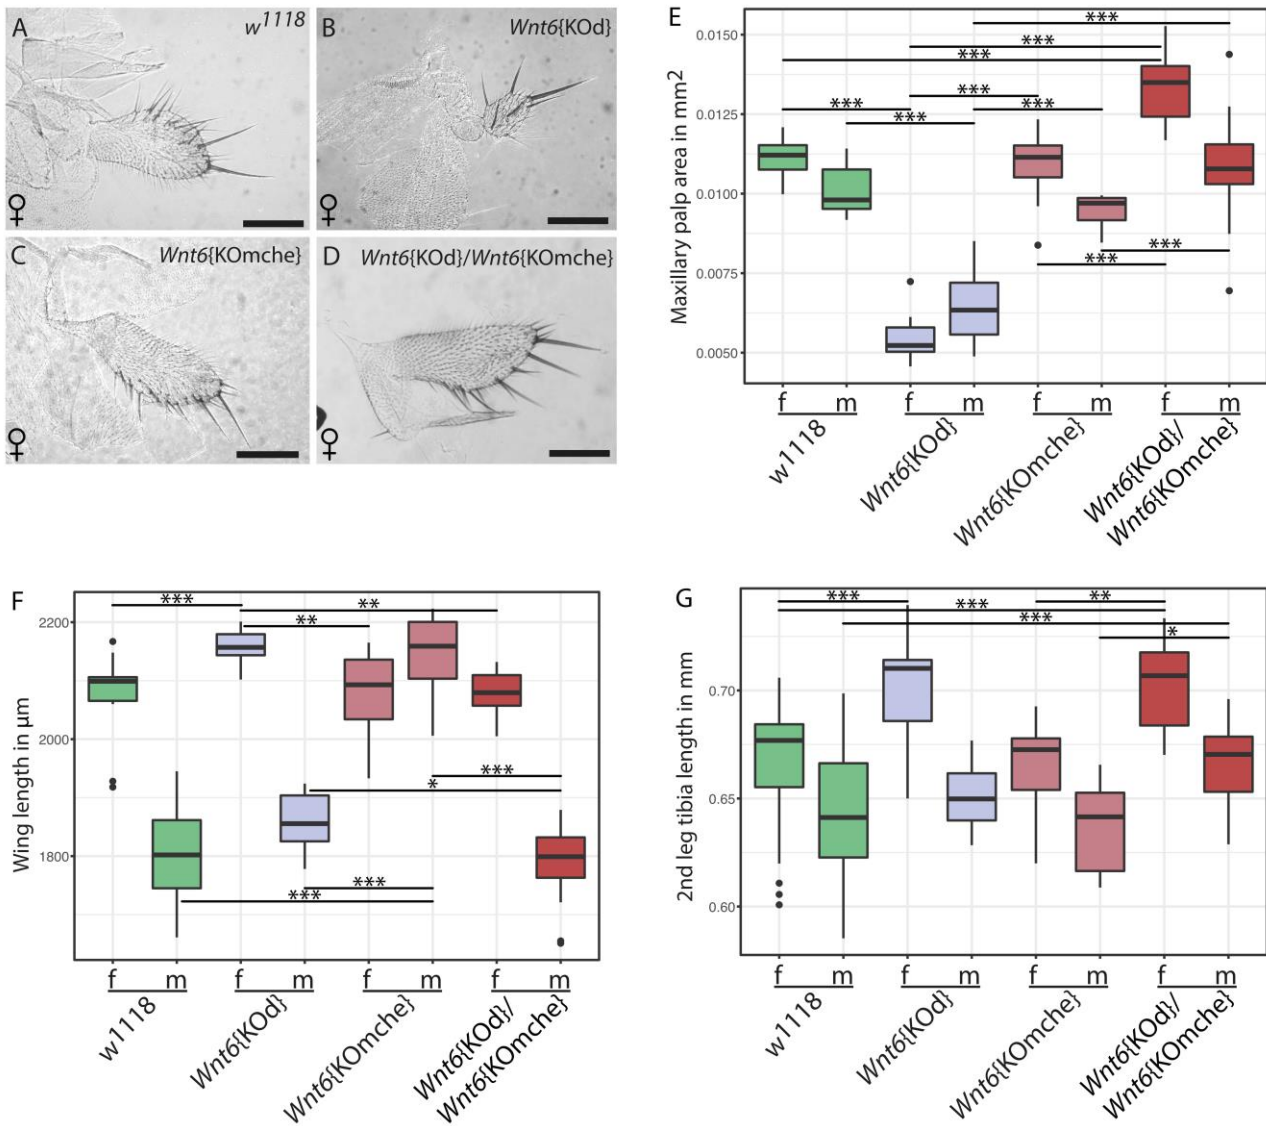 A
w1118
♀
B
Wnt6{KOd}
♀
C
Wnt6{KOmche}
♀
D
Wnt6{KOd}/Wnt6{KOmche}
♀
E
Maxillary palp area in mm2
0.0150
0.0125
0.0100
0.0075
0.0050
***
***
***
***
***
***
***
***
***
f m f m f m f m
w1118
Wnt6{KOd}
Wnt6{KOmche}
Wnt6{KOd}/
Wnt6{KOmche}
F
Wing length in µm
2200
2000
1800
***
**
**
***
*
***
***
f m f m f m f m
w1118
Wnt6{KOd}
Wnt6{KOmche}
Wnt6{KOd}/
Wnt6{KOmche}
G
2nd leg tibia length in mm
0.70
0.65
0.60
***
**
***
***
*
f m f m f m f m
w1118
Wnt6{KOd}
Wnt6{KOmche}
Wnt6{KOd}/
Wnt6{KOmche}